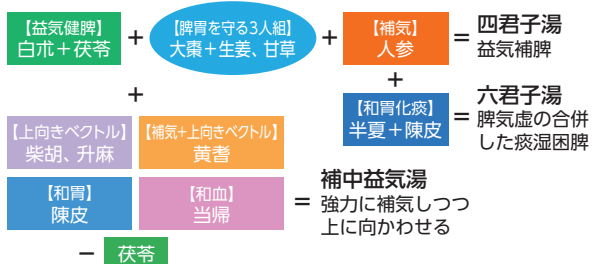 【益気健脾】
白朮＋茯苓
+
【脾胃を守る3人組】
大棗＋生姜、甘草
+
【補気】
人参
=
四君子湯
益気補脾
+
【和胃化痰】
半夏＋陳皮
=
六君子湯
脾気虚の合併
した痰湿困脾
+
【上向きベクトル】
柴胡、升麻
【補気+上向きベクトル】
黄耆
【和胃】
陳皮
【和血】
当帰
=
補中益気湯
強力に補気しつつ
上に向かわせる
−
茯苓